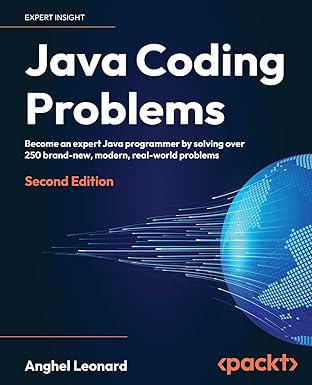 EXPERT INSIGHT
Java Coding
Problems
Become an expert Java programmer by solving over
250 brand-new, modern, real-world problems
Second Edition
Anghel Leonard
<packt>